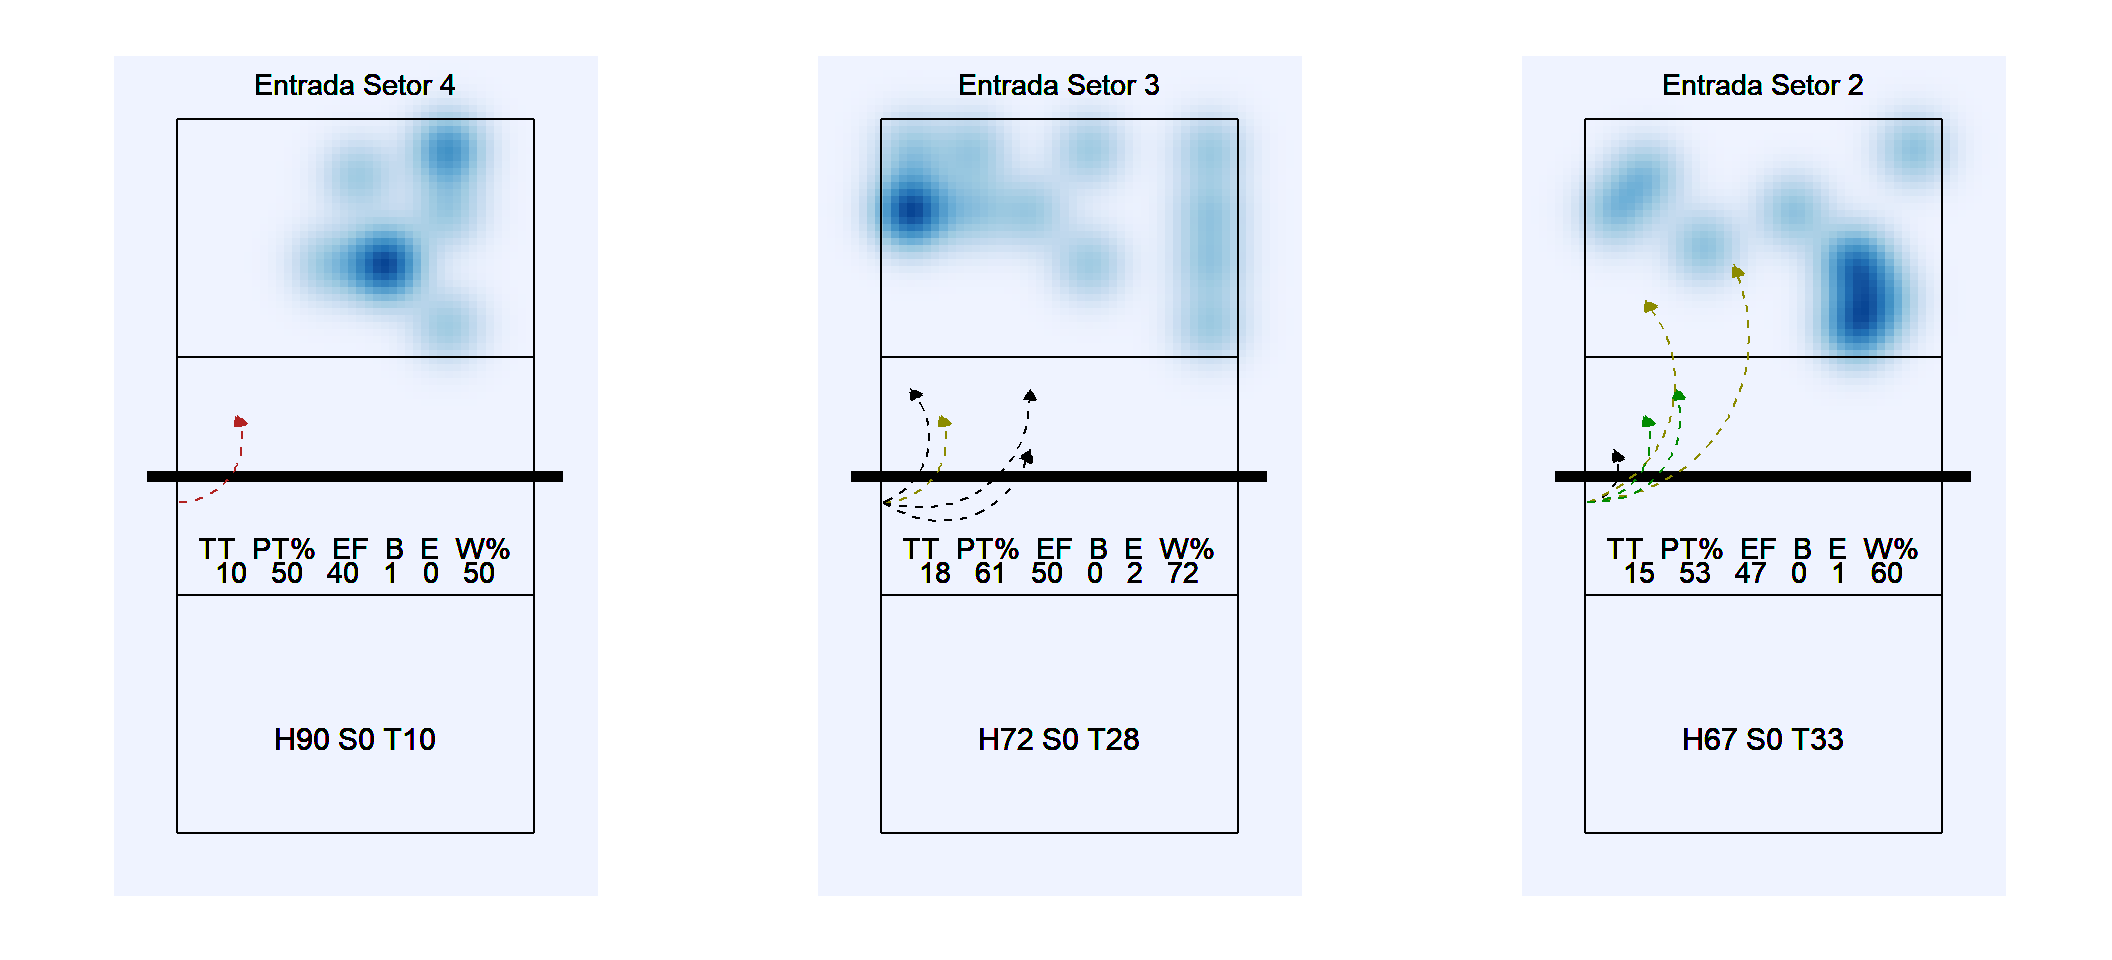 Entrada Setor 4
TT PT% EF B E W%
10 50 40 1 0 50
H90 S0 T10
Entrada Setor 3
TT PT% EF B E W%
18 61 50 0 2 72
H72 S0 T28
Entrada Setor 2
TT PT% EF B E W%
15 53 47 0 1 60
H67 S0 T33